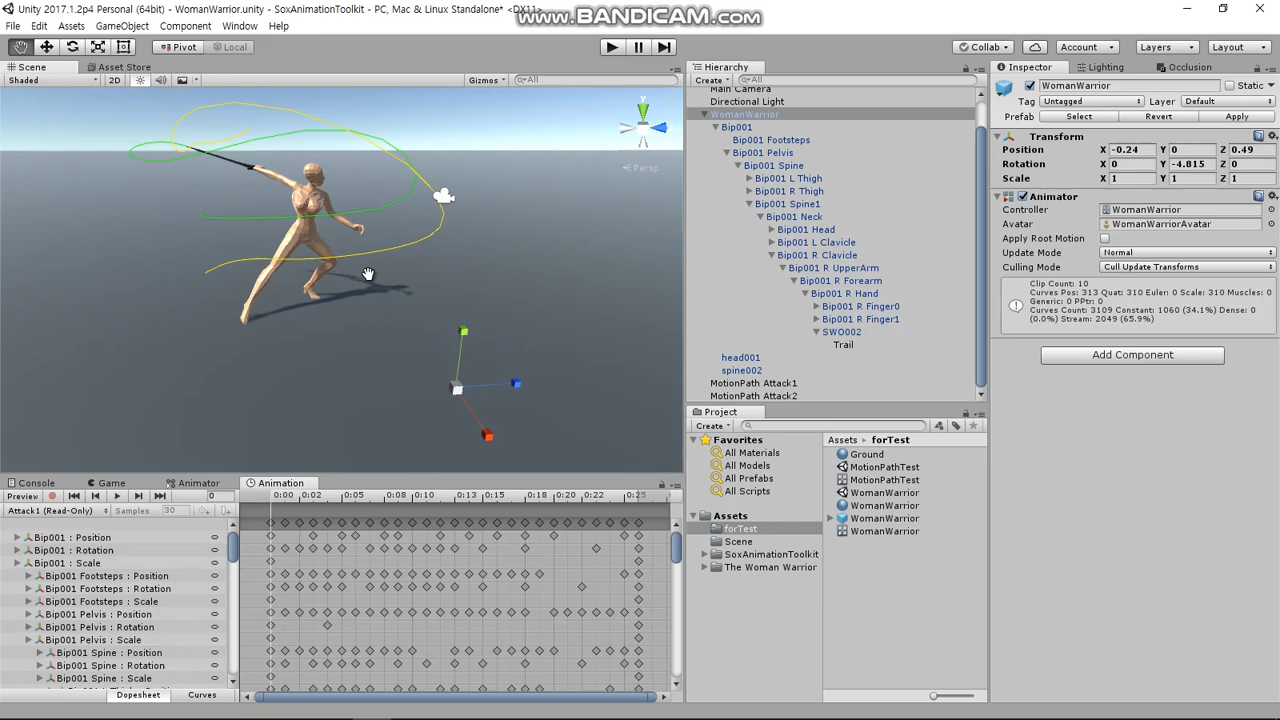 Unity 2017.1.2p4 Personal (64bit) - WomanWarrior.unity - SoxAnimationToolkit - PC, Mac & Linux Standalone* <DX11>
www.BANDICAM.com
File Edit Assets GameObject Component Window Help
Pivot Local Collab Account Layers Layout
Scene Asset Store
Shaded 2D Gizmos All
y
z
Persp
Hierarchy
Create All
Main Camera
Directional Light
WomanWarrior
Bip001
Bip001 Footsteps
Bip001 Pelvis
Bip001 Spine
Bip001 L Thigh
Bip001 R Thigh
Bip001 Spine1
Bip001 Neck
Bip001 Head
Bip001 L Clavicle
Bip001 R Clavicle
Bip001 R UpperArm
Bip001 R Forearm
Bip001 R Hand
Bip001 R Finger0
Bip001 R Finger1
SWO002
Trail
head001
spine002
MotionPath Attack1
MotionPath Attack2
Inspector Lighting Occlusion
WomanWarrior Static
Tag Untagged Layer Default
Prefab Select Revert Apply
Transform
Position X -0.24 Y 0 Z 0.49
Rotation X 0 Y -4.815 Z 0
Scale X 1 Y 1 Z 1
Animator
Controller WomanWarrior
Avatar WomanWarriorAvatar
Apply Root Motion
Update Mode Normal
Culling Mode Cull Update Transforms
Clip Count: 10
Curves Pos: 313 Quat: 310 Euler: 0 Scale: 310 Muscles: 0
Generic: 0 PPtr: 0
Curves Count: 3109 Constant: 1060 (34.1%) Dense: 0
(0.0%) Stream: 2049 (65.9%)
Add Component
Project
Create
Favorites
All Materials
All Models
All Prefabs
All Scripts
Assets
forTest
Scene
SoxAnimationToolkit
The Woman Warrior
Assets forTest
Ground
MotionPathTest
MotionPathTest
WomanWarrior
WomanWarrior
WomanWarrior
WomanWarrior
Console Game Animator Animation
Preview 0 0:00 0:02 0:05 0:08 0:10 0:13 0:15 0:18 0:20 0:22 0:25
Attack1 (Read-Only) Samples 30
Bip001 : Position
Bip001 : Rotation
Bip001 : Scale
Bip001 Footsteps : Position
Bip001 Footsteps : Rotation
Bip001 Footsteps : Scale
Bip001 Pelvis : Position
Bip001 Pelvis : Rotation
Bip001 Pelvis : Scale
Bip001 Spine : Position
Bip001 Spine : Rotation
Bip001 Spine : Scale
Dopesheet Curves